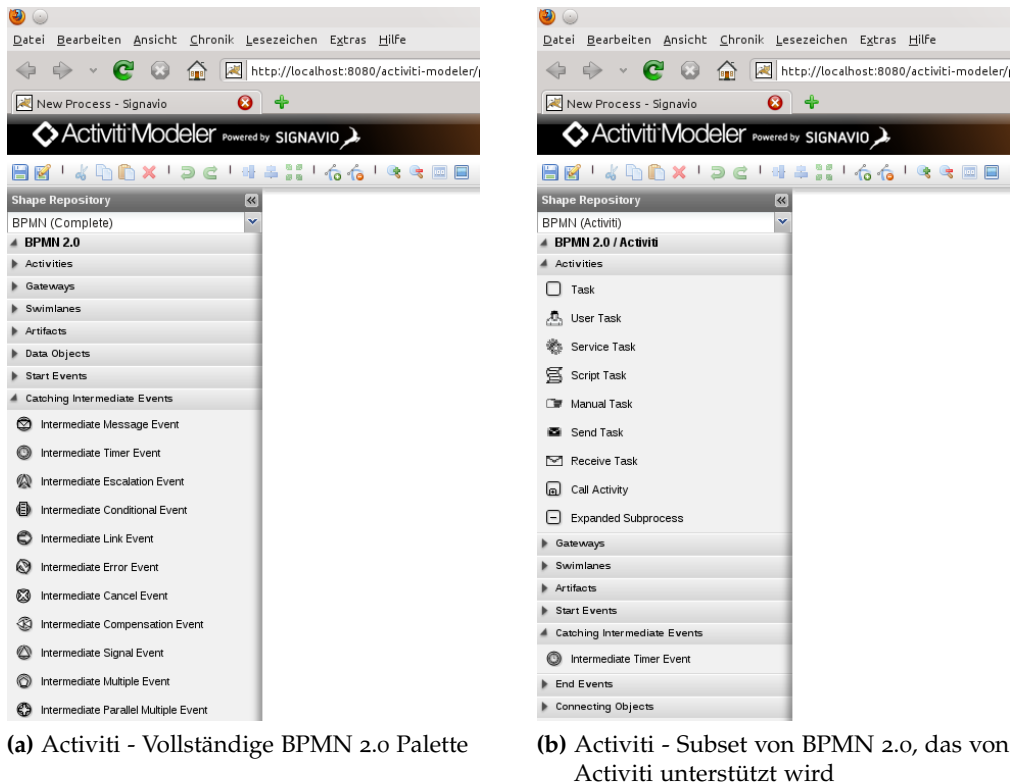 Datei Bearbeiten Ansicht Chronik Lesezeichen Extras Hilfe
http://localhost:8080/activiti-modeler/
New Process - Signavio
Activiti Modeler Powered by SIGNAVIO
Shape Repository
BPMN (Complete)
BPMN 2.0
Activities
Gateways
Swimlanes
Artifacts
Data Objects
Start Events
Catching Intermediate Events
Intermediate Message Event
Intermediate Timer Event
Intermediate Escalation Event
Intermediate Conditional Event
Intermediate Link Event
Intermediate Error Event
Intermediate Cancel Event
Intermediate Compensation Event
Intermediate Signal Event
Intermediate Multiple Event
Intermediate Parallel Multiple Event
(a) Activiti - Vollständige BPMN 2.0 Palette
Datei Bearbeiten Ansicht Chronik Lesezeichen Extras Hilfe
http://localhost:8080/activiti-modeler/
New Process - Signavio
Activiti Modeler Powered by SIGNAVIO
Shape Repository
BPMN (Activiti)
BPMN 2.0 / Activiti
Activities
Task
User Task
Service Task
Script Task
Manual Task
Send Task
Receive Task
Call Activity
Expanded Subprocess
Gateways
Swimlanes
Artifacts
Start Events
Catching Intermediate Events
Intermediate Timer Event
End Events
Connecting Objects
(b) Activiti - Subset von BPMN 2.0, das von
Activiti unterstützt wird